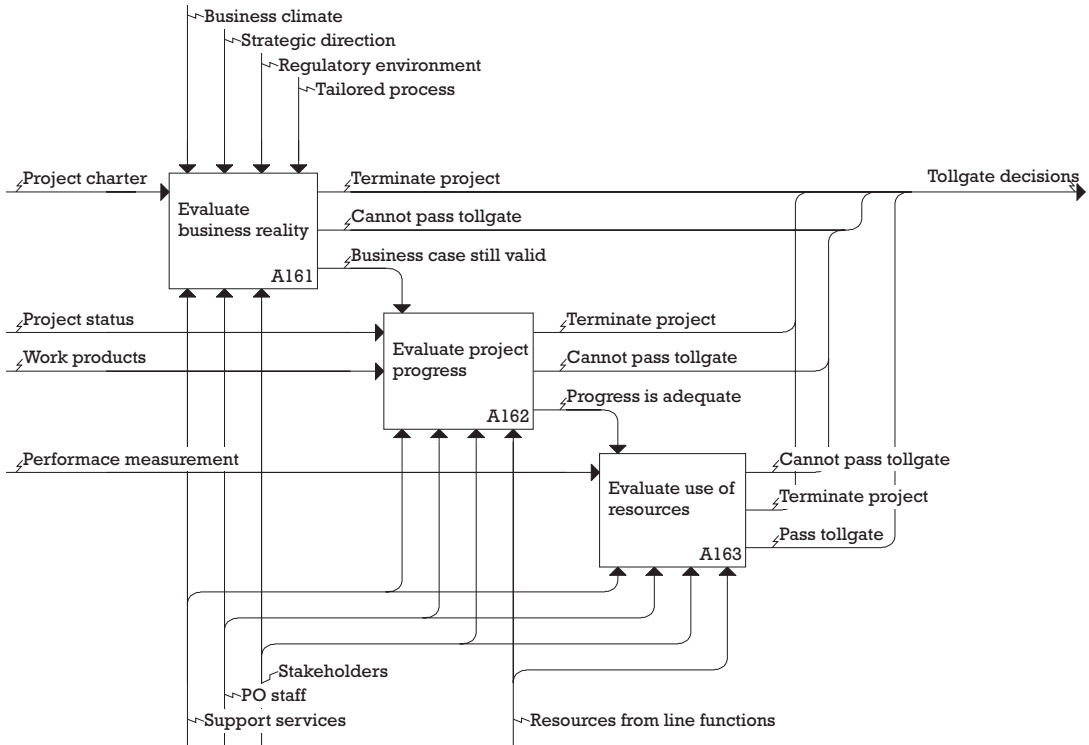 Business climate
Strategic direction
Regulatory environment
Tailored process
Project charter
Terminate project
Tollgate decisions
Evaluate
business reality
A161
Cannot pass tollgate
Business case still valid
Project status
Work products
Evaluate project
progress
A162
Terminate project
Cannot pass tollgate
Progress is adequate
Performace measurement
Evaluate use of
resources
A163
Cannot pass tollgate
Terminate project
Pass tollgate
Stakeholders
PO staff
Support services
Resources from line functions